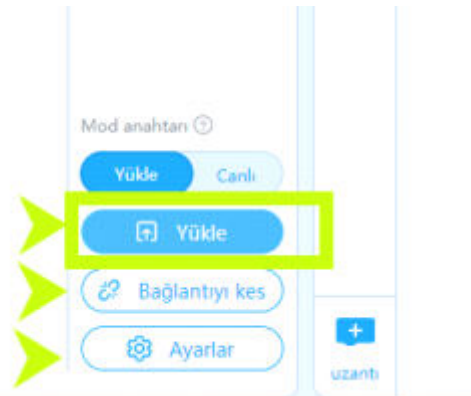 Mod anahtarı
Yükle Canlı
Yükle
Bağlantıyı kes
Ayarlar
uzantı